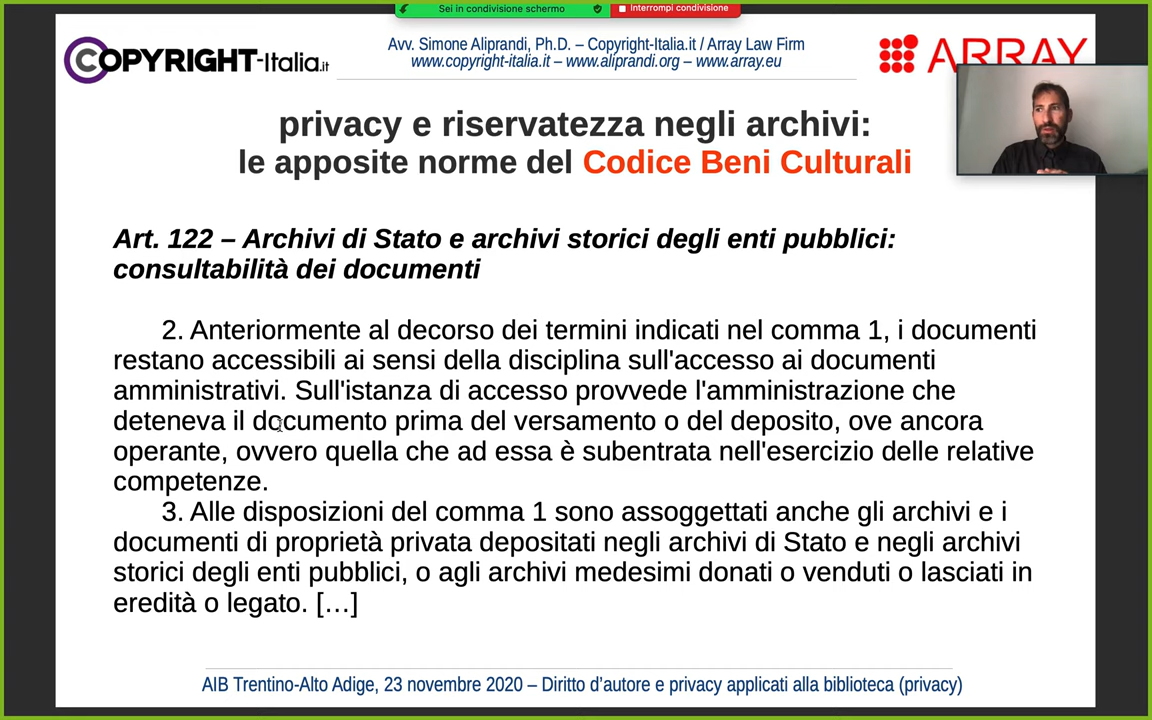 Sei in condivisione schermo
Interrompi condivisione
COPYRIGHT-Italia.it
Avv. Simone Aliprandi, Ph.D. – Copyright-Italia.it / Array Law Firm
www.copyright-italia.it – www.aliprandi.org – www.array.eu
ARRAY
privacy e riservatezza negli archivi:
le apposite norme del Codice Beni Culturali
Art. 122 – Archivi di Stato e archivi storici degli enti pubblici:
consultabilità dei documenti
2. Anteriormente al decorso dei termini indicati nel comma 1, i documenti
restano accessibili ai sensi della disciplina sull'accesso ai documenti
amministrativi. Sull'istanza di accesso provvede l'amministrazione che
deteneva il documento prima del versamento o del deposito, ove ancora
operante, ovvero quella che ad essa è subentrata nell'esercizio delle relative
competenze.
3. Alle disposizioni del comma 1 sono assoggettati anche gli archivi e i
documenti di proprietà privata depositati negli archivi di Stato e negli archivi
storici degli enti pubblici, o agli archivi medesimi donati o venduti o lasciati in
eredità o legato. […]
AIB Trentino-Alto Adige, 23 novembre 2020 – Diritto d’autore e privacy applicati alla biblioteca (privacy)